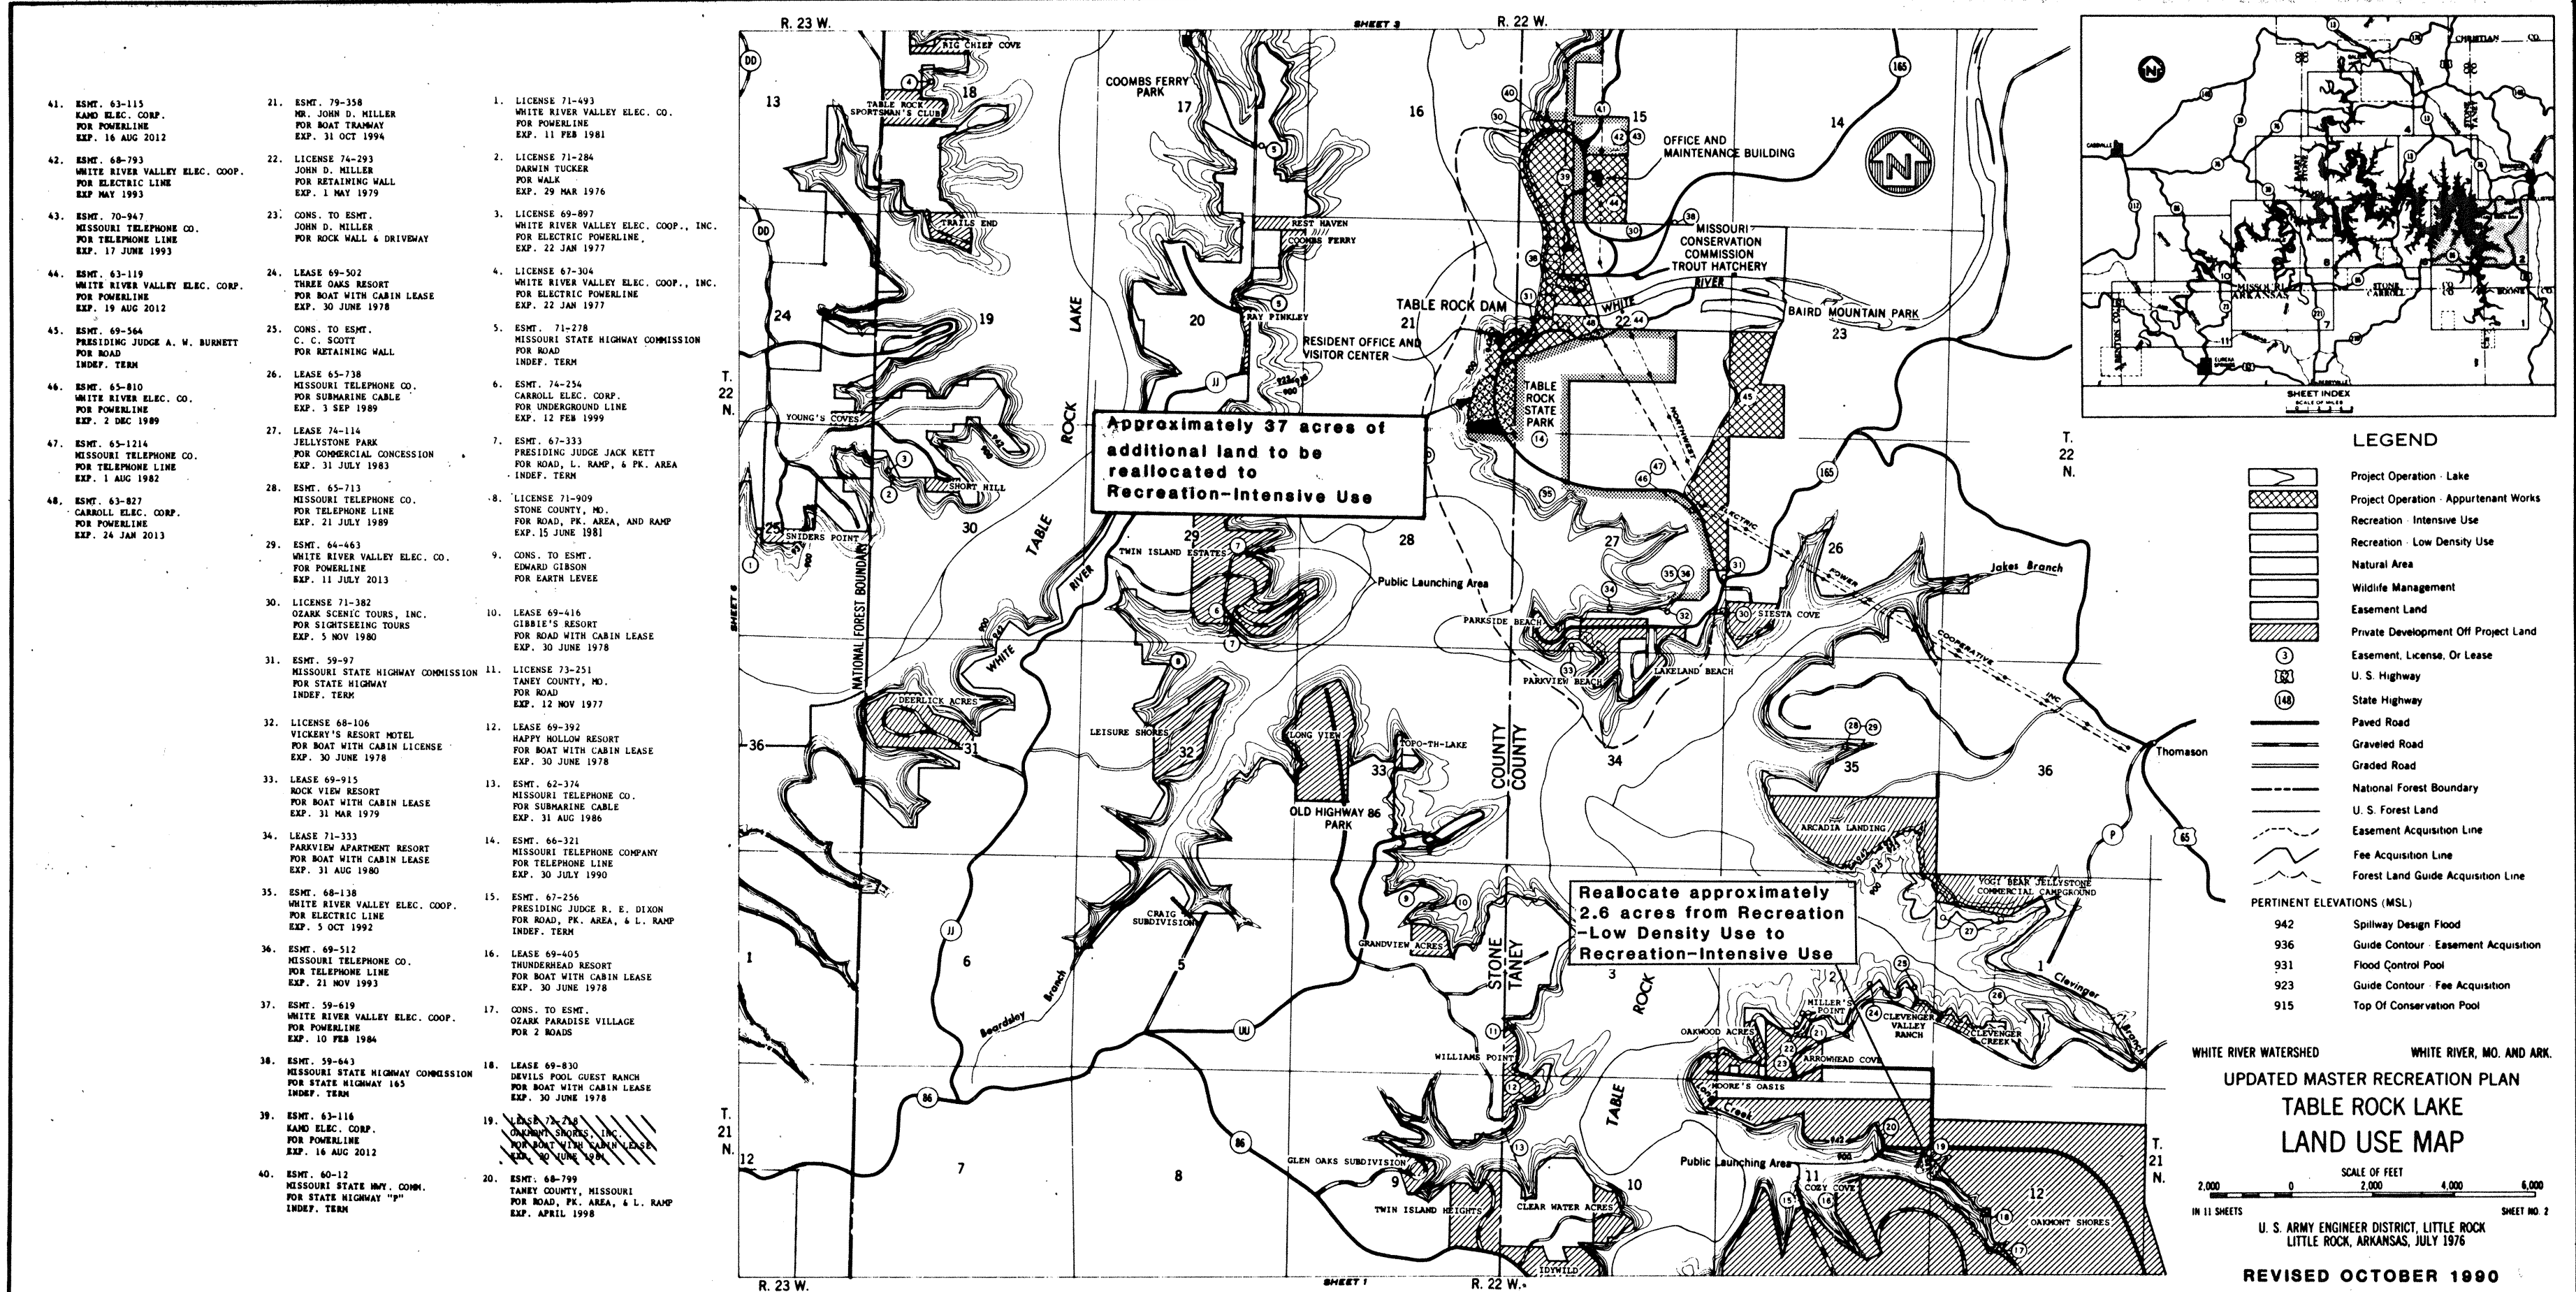 41. ESMT. 63-115
KAMO ELEC. CORP.
FOR POWERLINE
EXP. 16 AUG 2012
42. ESMT. 68-793
WHITE RIVER VALLEY ELEC. COOP.
FOR ELECTRIC LINE
EXP MAY 1993
43. ESMT. 70-947
MISSOURI TELEPHONE CO.
FOR TELEPHONE LINE
EXP. 17 JUNE 1993
44. ESMT. 63-119
WHITE RIVER VALLEY ELEC. CORP.
FOR POWERLINE
EXP. 19 AUG 2012
45. ESMT. 69-564
PRESIDING JUDGE A. W. BURNETT
FOR ROAD
INDEF. TERM
46. ESMT. 65-810
WHITE RIVER ELEC. CO.
FOR POWERLINE
EXP. 2 DEC 1989
47. ESMT. 65-1214
MISSOURI TELEPHONE CO.
FOR TELEPHONE LINE
EXP. 1 AUG 1982
48. ESMT. 63-827
CARROLL ELEC. CORP.
FOR POWERLINE
EXP. 24 JAN 2013
21. ESMT. 79-358
MR. JOHN D. MILLER
FOR BOAT TRAMWAY
EXP. 31 OCT 1994
22. LICENSE 74-293
JOHN D. MILLER
FOR RETAINING WALL
EXP. 1 MAY 1979
23. CONS. TO ESMT.
JOHN D. MILLER
FOR ROCK WALL & DRIVEWAY
24. LEASE 69-502
THREE OAKS RESORT
FOR BOAT WITH CABIN LEASE
EXP. 30 JUNE 1978
25. CONS. TO ESMT.
C. C. SCOTT
FOR RETAINING WALL
26. LEASE 65-738
MISSOURI TELEPHONE CO.
FOR SUBMARINE CABLE
EXP. 3 SEP 1989
27. LEASE 74-114
JELLYSTONE PARK
FOR COMMERCIAL CONCESSION
EXP. 31 JULY 1983
28. ESMT. 65-713
MISSOURI TELEPHONE CO.
FOR TELEPHONE LINE
EXP. 21 JULY 1989
29. ESMT. 64-463
WHITE RIVER VALLEY ELEC. CO.
FOR POWERLINE
EXP. 11 JULY 2013
30. LICENSE 71-382
OZARK SCENIC TOURS, INC.
FOR SIGHTSEEING TOURS
EXP. 5 NOV 1980
31. ESMT. 59-97
MISSOURI STATE HIGHWAY COMMISSION
FOR STATE HIGHWAY
INDEF. TERM
32. LICENSE 68-106
VICKERY'S RESORT MOTEL
FOR BOAT WITH CABIN LICENSE
EXP. 30 JUNE 1978
33. LEASE 69-915
ROCK VIEW RESORT
FOR BOAT WITH CABIN LEASE
EXP. 31 MAR 1979
34. LEASE 71-333
PARKVIEW APARTMENT RESORT
FOR BOAT WITH CABIN LEASE
EXP. 31 AUG 1980
35. ESMT. 68-138
WHITE RIVER VALLEY ELEC. COOP.
FOR ELECTRIC LINE
EXP. 5 OCT 1992
36. ESMT. 69-512
MISSOURI TELEPHONE CO.
FOR TELEPHONE LINE
EXP. 21 NOV 1993
37. ESMT. 59-619
WHITE RIVER VALLEY ELEC. COOP.
FOR POWERLINE
EXP. 10 FEB 1984
38. ESMT. 59-643
MISSOURI STATE HIGHWAY COMMISSION
FOR STATE HIGHWAY 165
INDEF. TERM
39. ESMT. 63-116
KAMO ELEC. CORP.
FOR POWERLINE
EXP. 16 AUG 2012
40. ESMT. 60-12
MISSOURI STATE HWY. COMM.
FOR STATE HIGHWAY "P"
INDEF. TERM
1. LICENSE 71-493
WHITE RIVER VALLEY ELEC. CO.
FOR POWERLINE
EXP. 11 FEB 1981
2. LICENSE 71-284
DARWIN TUCKER
FOR WALK
EXP. 29 MAR 1976
3. LICENSE 69-897
WHITE RIVER VALLEY ELEC. COOP., INC.
FOR ELECTRIC POWERLINE
EXP. 22 JAN 1977
4. LICENSE 67-304
WHITE RIVER VALLEY ELEC. COOP., INC.
FOR ELECTRIC POWERLINE
EXP. 22 JAN 1977
5. ESMT. 71-278
MISSOURI STATE HIGHWAY COMMISSION
FOR ROAD
INDEF. TERM
6. ESMT. 74-254
CARROLL ELEC. CORP.
FOR UNDERGROUND LINE
EXP. 12 FEB 1999
7. ESMT. 67-333
PRESIDING JUDGE JACK KETT
FOR ROAD, L. RAMP, & PK. AREA
INDEF. TERM
8. LICENSE 71-909
STONE COUNTY, MO.
FOR ROAD, PK. AREA, AND RAMP
EXP. 15 JUNE 1981
9. CONS. TO ESMT.
EDWARD GIBSON
FOR EARTH LEVEE
10. LEASE 69-416
GIBBIE'S RESORT
FOR ROAD WITH CABIN LEASE
EXP. 30 JUNE 1978
11. LICENSE 73-251
TANEY COUNTY, MO.
FOR ROAD
EXP. 12 NOV 1977
12. LEASE 69-392
HAPPY HOLLOW RESORT
FOR BOAT WITH CABIN LEASE
EXP. 30 JUNE 1978
13. ESMT. 62-374
MISSOURI TELEPHONE CO.
FOR SUBMARINE CABLE
EXP. 31 AUG 1986
14. ESMT. 66-321
MISSOURI TELEPHONE COMPANY
FOR TELEPHONE LINE
EXP. 30 JULY 1990
15. ESMT. 67-256
PRESIDING JUDGE R. E. DIXON
FOR ROAD, PK. AREA, & L. RAMP
INDEF. TERM
16. LEASE 69-405
THUNDERHEAD RESORT
FOR BOAT WITH CABIN LEASE
EXP. 30 JUNE 1978
17. CONS. TO ESMT.
OZARK PARADISE VILLAGE
FOR 2 ROADS
18. LEASE 69-830
DEVILS POOL GUEST RANCH
FOR BOAT WITH CABIN LEASE
EXP. 30 JUNE 1978
19. LEASE
OAKMONT SHORES, INC.
FOR BOAT WITH CABIN LEASE
20. ESMT. 68-799
TANEY COUNTY, MISSOURI
FOR ROAD, PK. AREA, & L. RAMP
EXP. APRIL 1998
R. 23 W.
SHEET 3
R. 22 W.
BIG CHIEF COVE
TABLE ROCK
SPORTSMAN'S CLUB
COOMBS FERRY
PARK
OFFICE AND
MAINTENANCE BUILDING
TRAILS END
REST HAVEN
COOMBS FERRY
MISSOURI
CONSERVATION
COMMISSION
TROUT HATCHERY
WHITE
RIVER
TABLE ROCK DAM
BAIRD MOUNTAIN PARK
RAY PINKLEY
RESIDENT OFFICE AND
VISITOR CENTER
TABLE
ROCK
STATE
PARK
T.
22
N.
YOUNG'S COVES
TABLE
ROCK
LAKE
Approximately 37 acres of
additional land to be
reallocated to
Recreation-Intensive Use
NORTHWEST
ELECTRIC
POWER
COOPERATIVE
INC
SHORT HILL
SNIDERS POINT
NATIONAL FOREST BOUNDARY
TWIN ISLAND ESTATES
Public Launching Area
Jakes Branch
PARKSIDE BEACH
SIESTA COVE
LAKELAND BEACH
PARKVIEW BEACH
WHITE
RIVER
SHEET 6
DEERLICK ACRES
LEISURE SHORES
LONG VIEW
TOPO-TH-LAKE
COUNTY
COUNTY
OLD HIGHWAY 86
PARK
Thomason
ARCADIA LANDING
YOGI BEAR JELLYSTONE
COMMERCIAL CAMPGROUND
CRAIG
SUBDIVISION
GRANDVIEW ACRES
STONE
TANEY
Reallocate approximately
2.6 acres from Recreation
-Low Density Use to
Recreation-Intensive Use
Beardsley
Branch
MILLER'S
POINT
CLEVENGER
VALLEY
RANCH
CLEVENGER
CREEK
Clevinger
Branch
OAKWOOD ACRES
ARROWHEAD COVE
MOORE'S OASIS
WILLIAMS POINT
TABLE
ROCK
Creek
T.
21
N.
GLEN OAKS SUBDIVISION
Public Launching Area
COZY COVE
TWIN ISLAND HEIGHTS
CLEAR WATER ACRES
OAKMONT SHORES
IDYWILD
R. 23 W.
SHEET 1
R. 22 W.
CHRISTIAN CO.
CASSVILLE
MISSOURI
ARKANSAS
STONE
CARROLL
BOONE CO.
SHEET INDEX
SCALE OF MILES
T.
22
N.
T.
21
N.
LEGEND
Project Operation - Lake
Project Operation - Appurtenant Works
Recreation - Intensive Use
Recreation - Low Density Use
Natural Area
Wildlife Management
Easement Land
Private Development Off Project Land
3 Easement, License, Or Lease
62 U. S. Highway
148 State Highway
Paved Road
Graveled Road
Graded Road
National Forest Boundary
U. S. Forest Land
Easement Acquisition Line
Fee Acquisition Line
Forest Land Guide Acquisition Line
PERTINENT ELEVATIONS (MSL)
942 Spillway Design Flood
936 Guide Contour - Easement Acquisition
931 Flood Control Pool
923 Guide Contour - Fee Acquisition
915 Top Of Conservation Pool
WHITE RIVER WATERSHED WHITE RIVER, MO. AND ARK.
UPDATED MASTER RECREATION PLAN
TABLE ROCK LAKE
LAND USE MAP
SCALE OF FEET
2,000 0 2,000 4,000 6,000
IN 11 SHEETS SHEET NO. 2
U. S. ARMY ENGINEER DISTRICT, LITTLE ROCK
LITTLE ROCK, ARKANSAS, JULY 1976
REVISED OCTOBER 1990